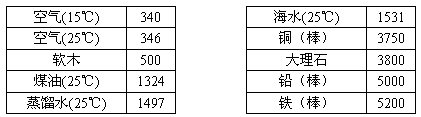 空气(15℃) 340
空气(25℃) 346
软木 500
煤油(25℃) 1324
蒸馏水(25℃) 1497
海水(25℃) 1531
铜（棒） 3750
大理石 3800
铅（棒） 5000
铁（棒） 5200